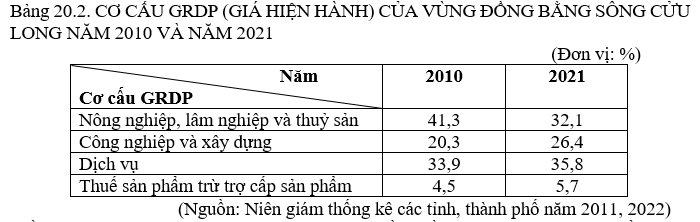 Bảng 20.2. CƠ CẤU GRDP (GIÁ HIỆN HÀNH) CỦA VÙNG ĐỒNG BẰNG SÔNG CỬU
LONG NĂM 2010 VÀ NĂM 2021
(Đơn vị: %)
Năm 2010 2021
Cơ cấu GRDP
Nông nghiệp, lâm nghiệp và thuỷ sản 41,3 32,1
Công nghiệp và xây dựng 20,3 26,4
Dịch vụ 33,9 35,8
Thuế sản phẩm trừ trợ cấp sản phẩm 4,5 5,7
(Nguồn: Niên giám thống kê các tỉnh, thành phố năm 2011, 2022)